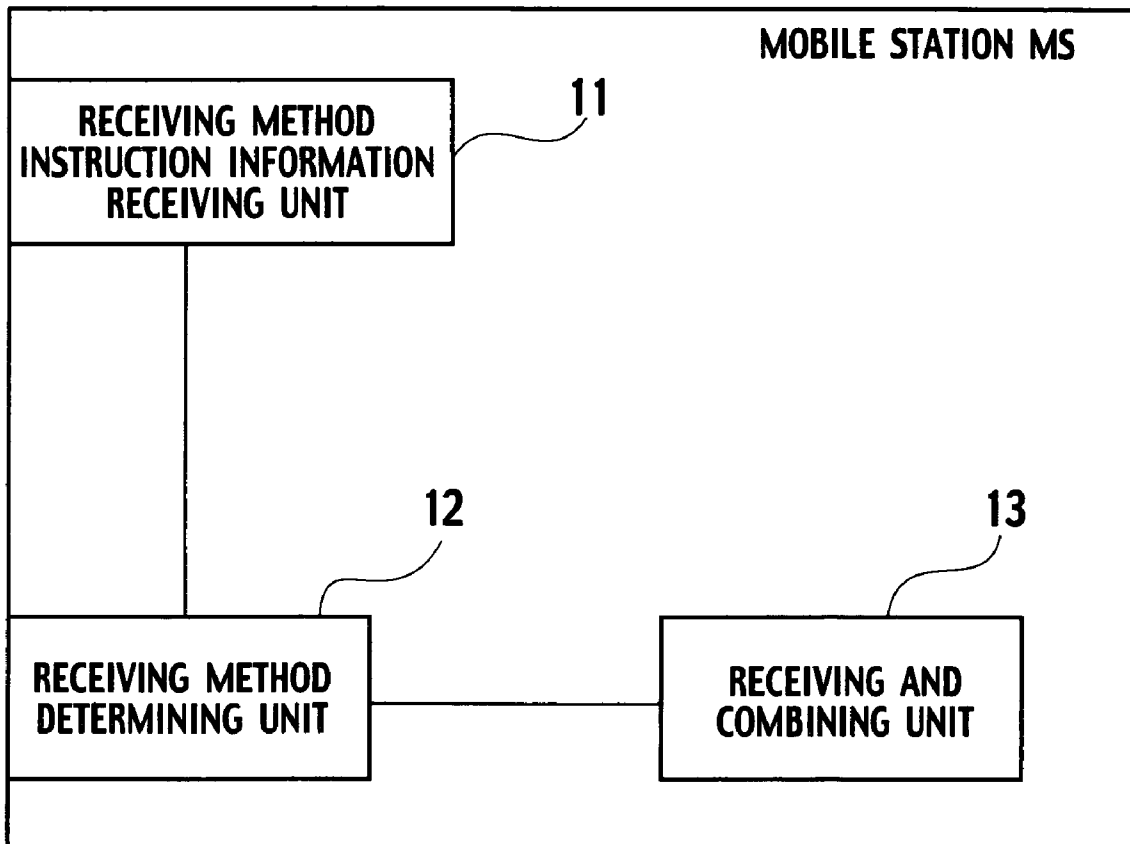 MOBILE STATION MS
11
RECEIVING METHOD
INSTRUCTION INFORMATION
RECEIVING UNIT
12
13
RECEIVING METHOD
DETERMINING UNIT
RECEIVING AND
COMBINING UNIT